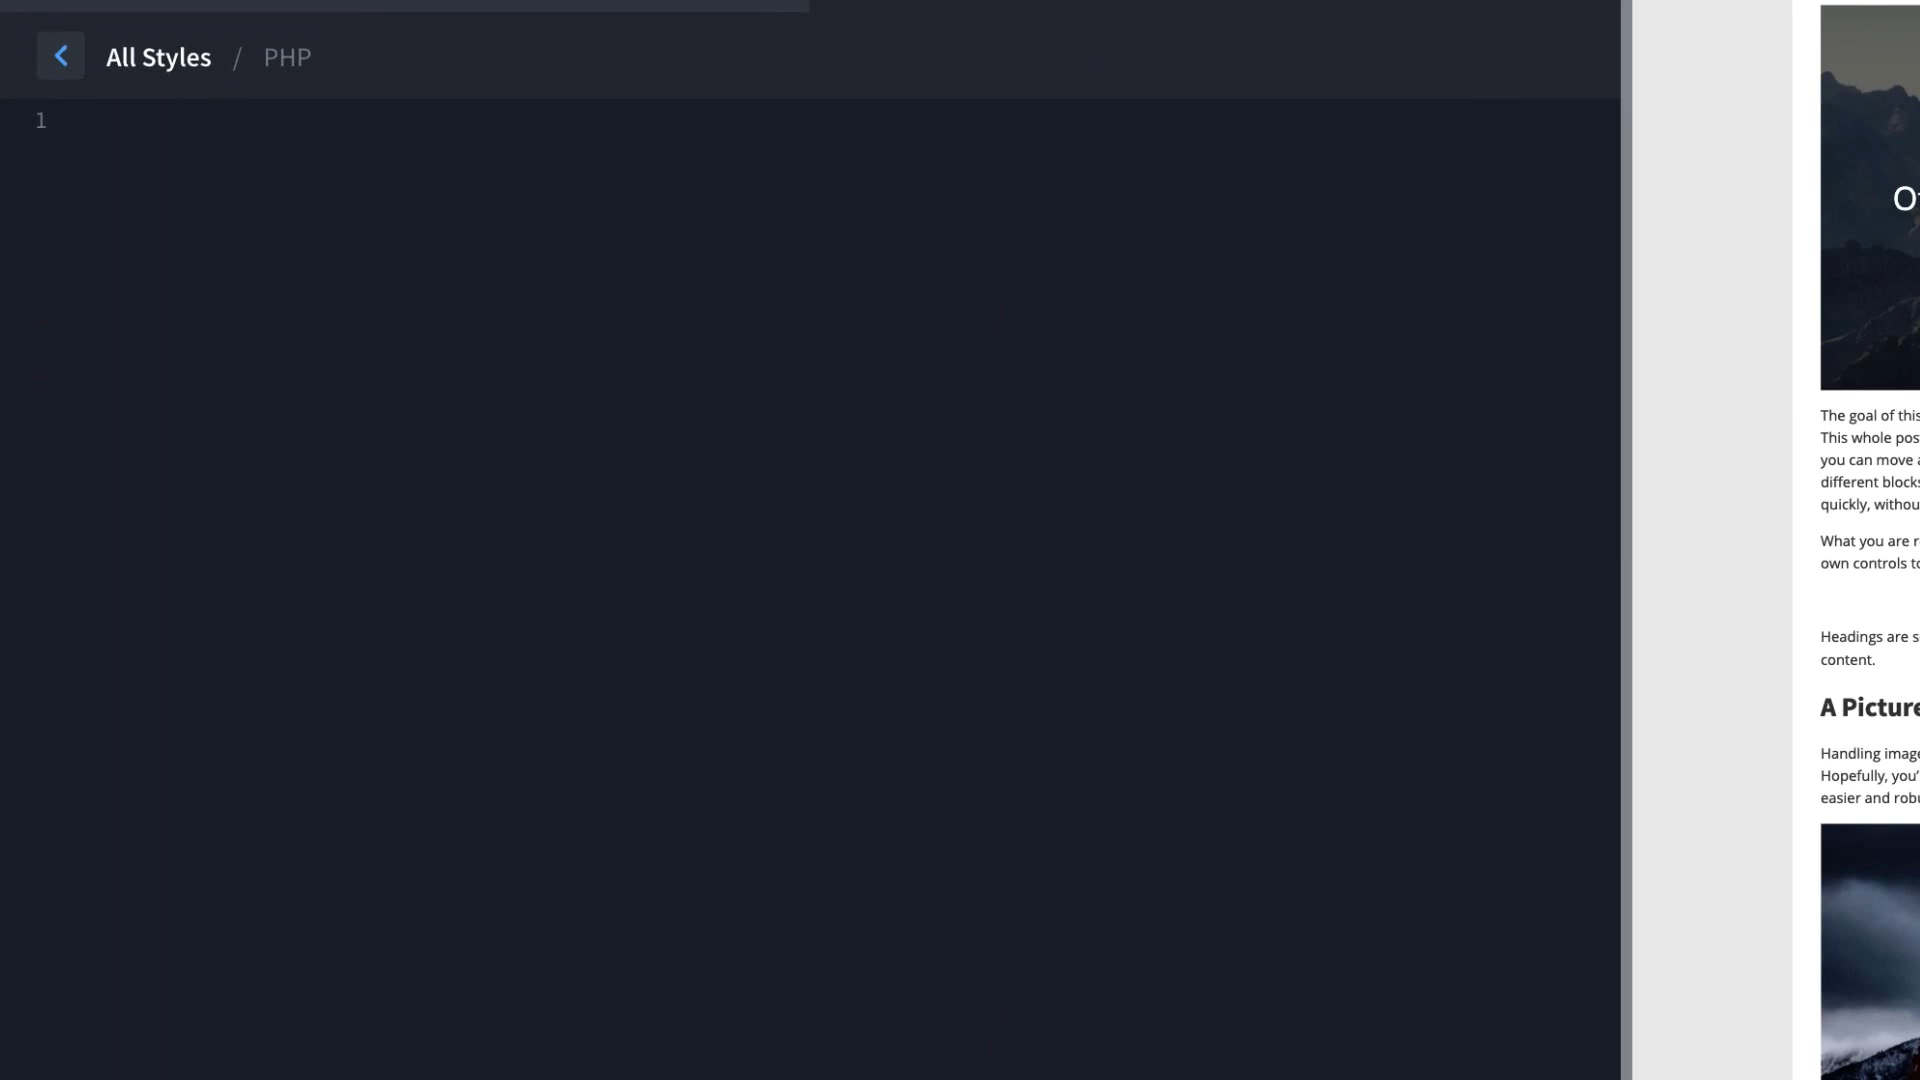 All Styles / PHP
1
The goal of this
This whole pos
you can move a
different blocks
quickly, withou
What you are r
own controls to
Headings are s
content.
A Picture
Handling image
Hopefully, you'
easier and robu